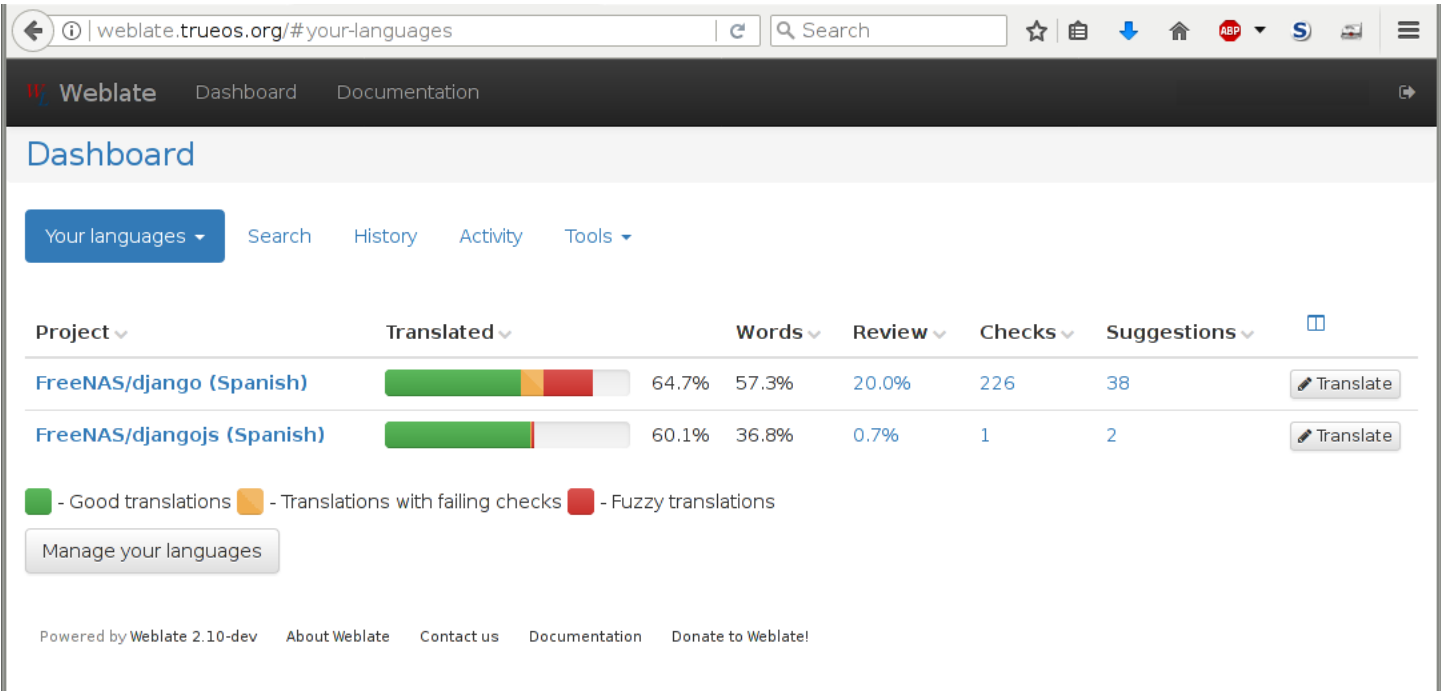 weblate.trueos.org/#your-languages Search ABP S
WL Weblate Dashboard Documentation
Dashboard
Your languages Search History Activity Tools
Project Translated Words Review Checks Suggestions
FreeNAS/django (Spanish) 64.7% 57.3% 20.0% 226 38 Translate
FreeNAS/djangojs (Spanish) 60.1% 36.8% 0.7% 1 2 Translate
- Good translations - Translations with failing checks - Fuzzy translations
Manage your languages
Powered by Weblate 2.10-dev About Weblate Contact us Documentation Donate to Weblate!